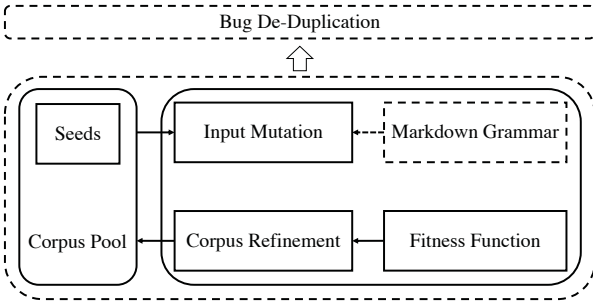 Bug De-Duplication
Seeds
Input Mutation
Markdown Grammar
Corpus Pool
Corpus Refinement
Fitness Function